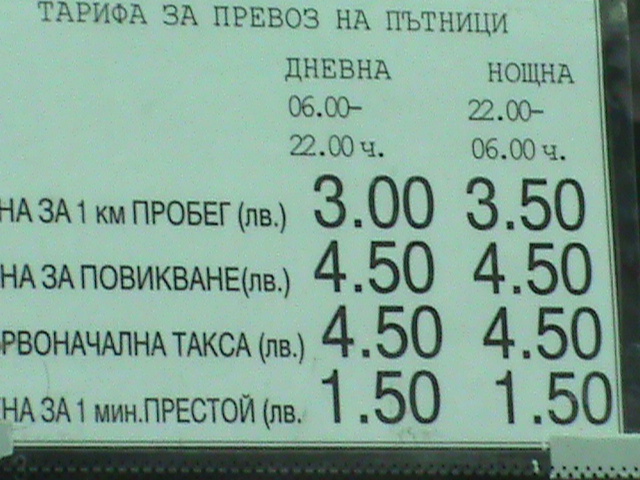 ТАРИФА ЗА ПРЕВОЗ НА ПЪТНИЦИ
ДНЕВНА НОЩНА
06.00- 22.00-
22.00 ч. 06.00 ч.
НА ЗА 1 км ПРОБЕГ (лв.) 3.00 3.50
НА ЗА ПОВИКВАНЕ(лв.) 4.50 4.50
РВОНАЧАЛНА ТАКСА (лв.) 4.50 4.50
НА ЗА 1 мин.ПРЕСТОЙ (лв. 1.50 1.50